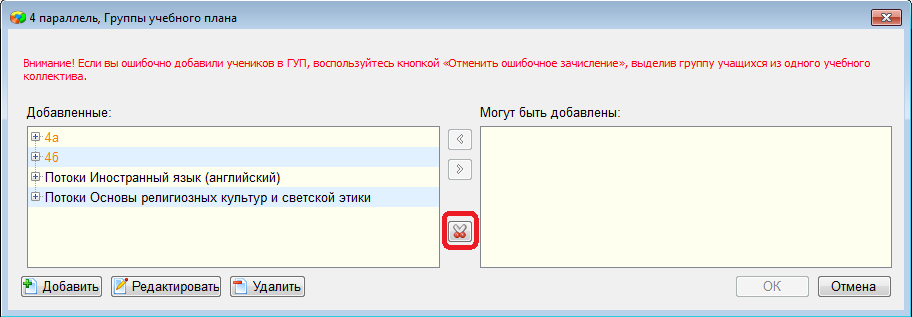 4 параллель, Группы учебного плана
Внимание! Если вы ошибочно добавили учеников в ГУП, воспользуйтесь кнопкой «Отменить ошибочное зачисление», выделив группу учащихся из одного учебного
коллектива.
Добавленные:
Могут быть добавлены:
4а
4б
Потоки Иностранный язык (английский)
Потоки Основы религиозных культур и светской этики
Добавить Редактировать Удалить ОК Отмена